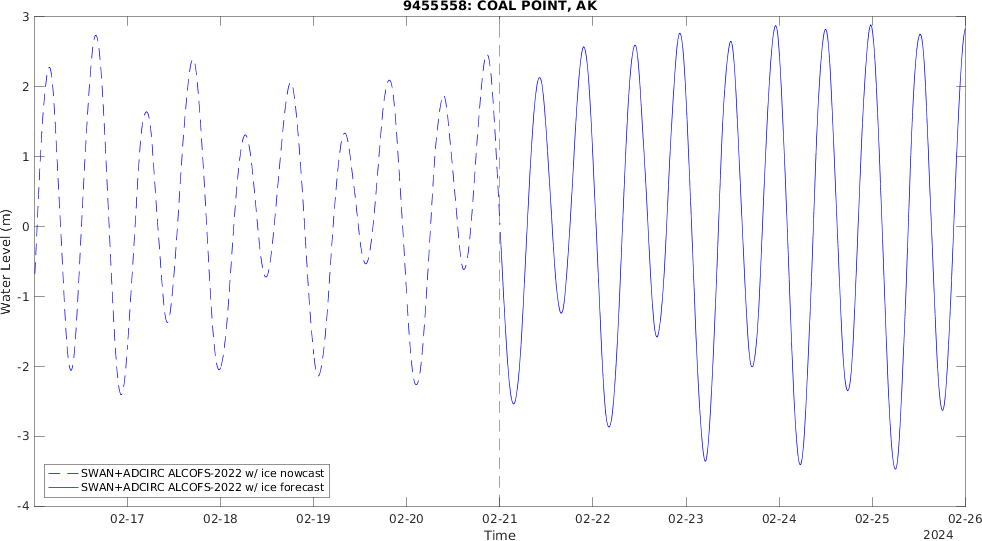 9455558: COAL POINT, AK
3
2
1
0
-1
-2
-3
-4
Water Level (m)
SWAN+ADCIRC ALCOFS-2022 w/ ice nowcast
SWAN+ADCIRC ALCOFS-2022 w/ ice forecast
02-17 02-18 02-19 02-20 02-21 02-22 02-23 02-24 02-25 02-26
Time
2024